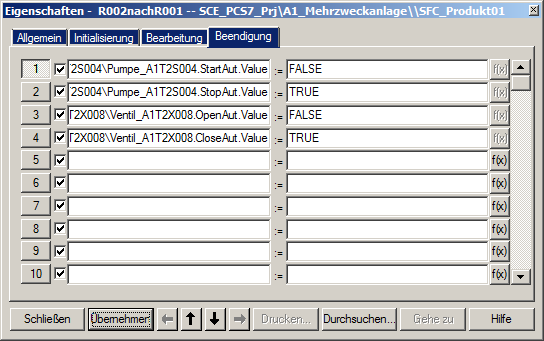 Eigenschaften - R002nachR001 -- SCE_PCS7_Prj\A1_Mehrzweckanlage\\SFC_Produkt01
Allgemein Initialisierung Bearbeitung Beendigung
1 '2S004\Pumpe_A1T2S004.StartAut.Value := FALSE f(x)
2 '2S004\Pumpe_A1T2S004.StopAut.Value := TRUE f(x)
3 T2X008\Ventil_A1T2X008.OpenAut.Value := FALSE f(x)
4 T2X008\Ventil_A1T2X008.CloseAut.Value := TRUE f(x)
5 := f(x)
6 := f(x)
7 := f(x)
8 := f(x)
9 := f(x)
10 := f(x)
Schließen Übernehmen Drucken... Durchsuchen... Gehe zu Hilfe